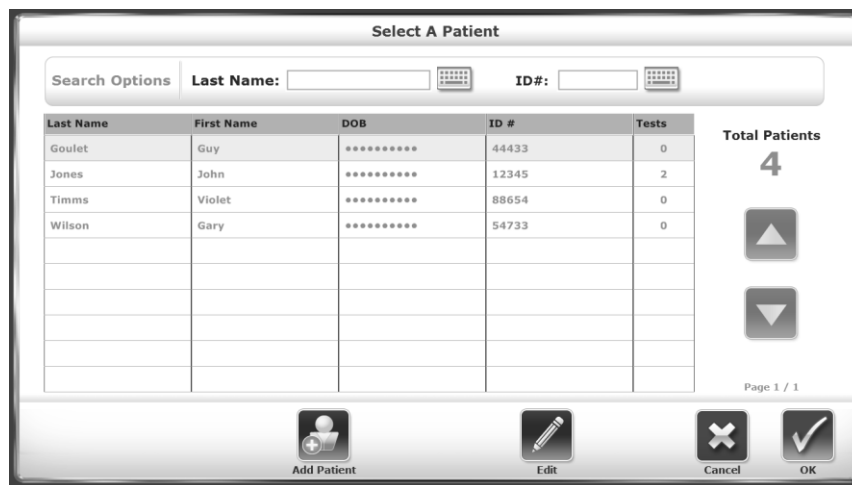 Select A Patient
Search Options Last Name: ID#:
Last Name First Name DOB ID # Tests
Goulet Guy ********** 44433 0
Jones John ********** 12345 2
Timms Violet ********** 88654 0
Wilson Gary ********** 54733 0
Total Patients
4
Page 1 / 1
Add Patient Edit Cancel OK